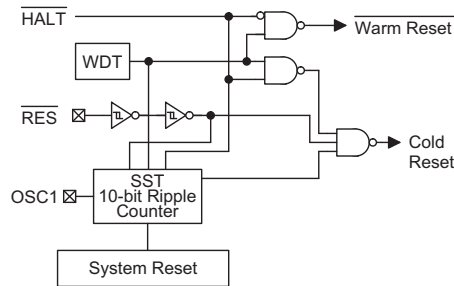 HALT
Warm Reset
WDT
RES
Cold
Reset
SST
10-bit Ripple
Counter
OSC1
System Reset